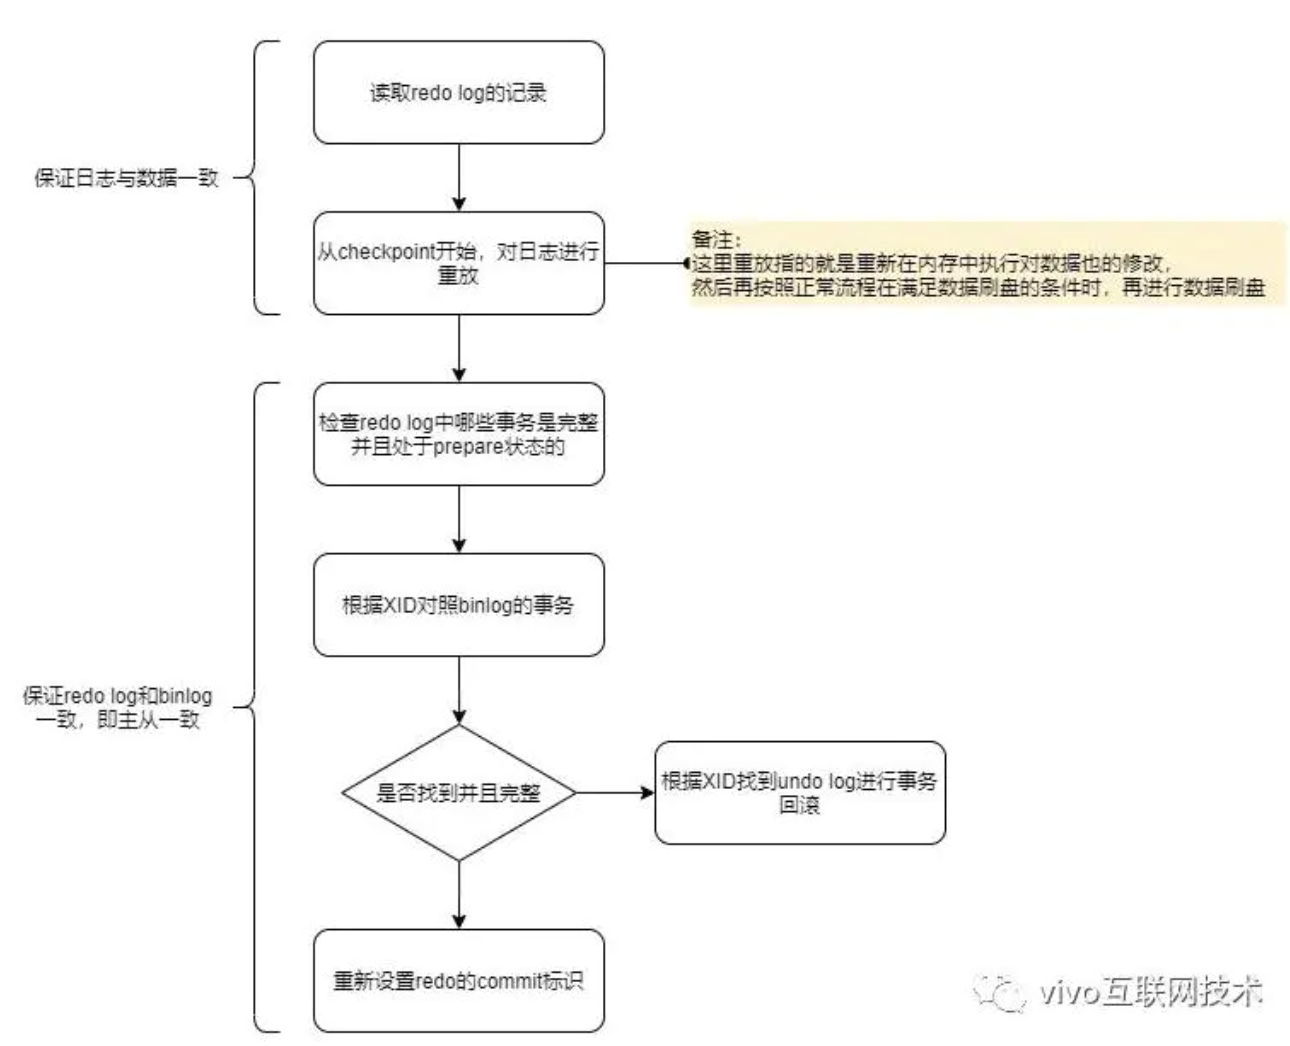 读取redo log的记录
保证日志与数据一致
从checkpoint开始，对日志进行
重放
备注：
这里重放指的就是重新在内存中执行对数据也的修改，
然后再按照正常流程在满足数据刷盘的条件时，再进行数据刷盘
检查redo log中哪些事务是完整
并且处于prepare状态的
根据XID对照binlog的事务
保证redo log和binlog
一致，即主从一致
是否找到并且完整
根据XID找到undo log进行事务
回滚
重新设置redo的commit标识
vivo互联网技术